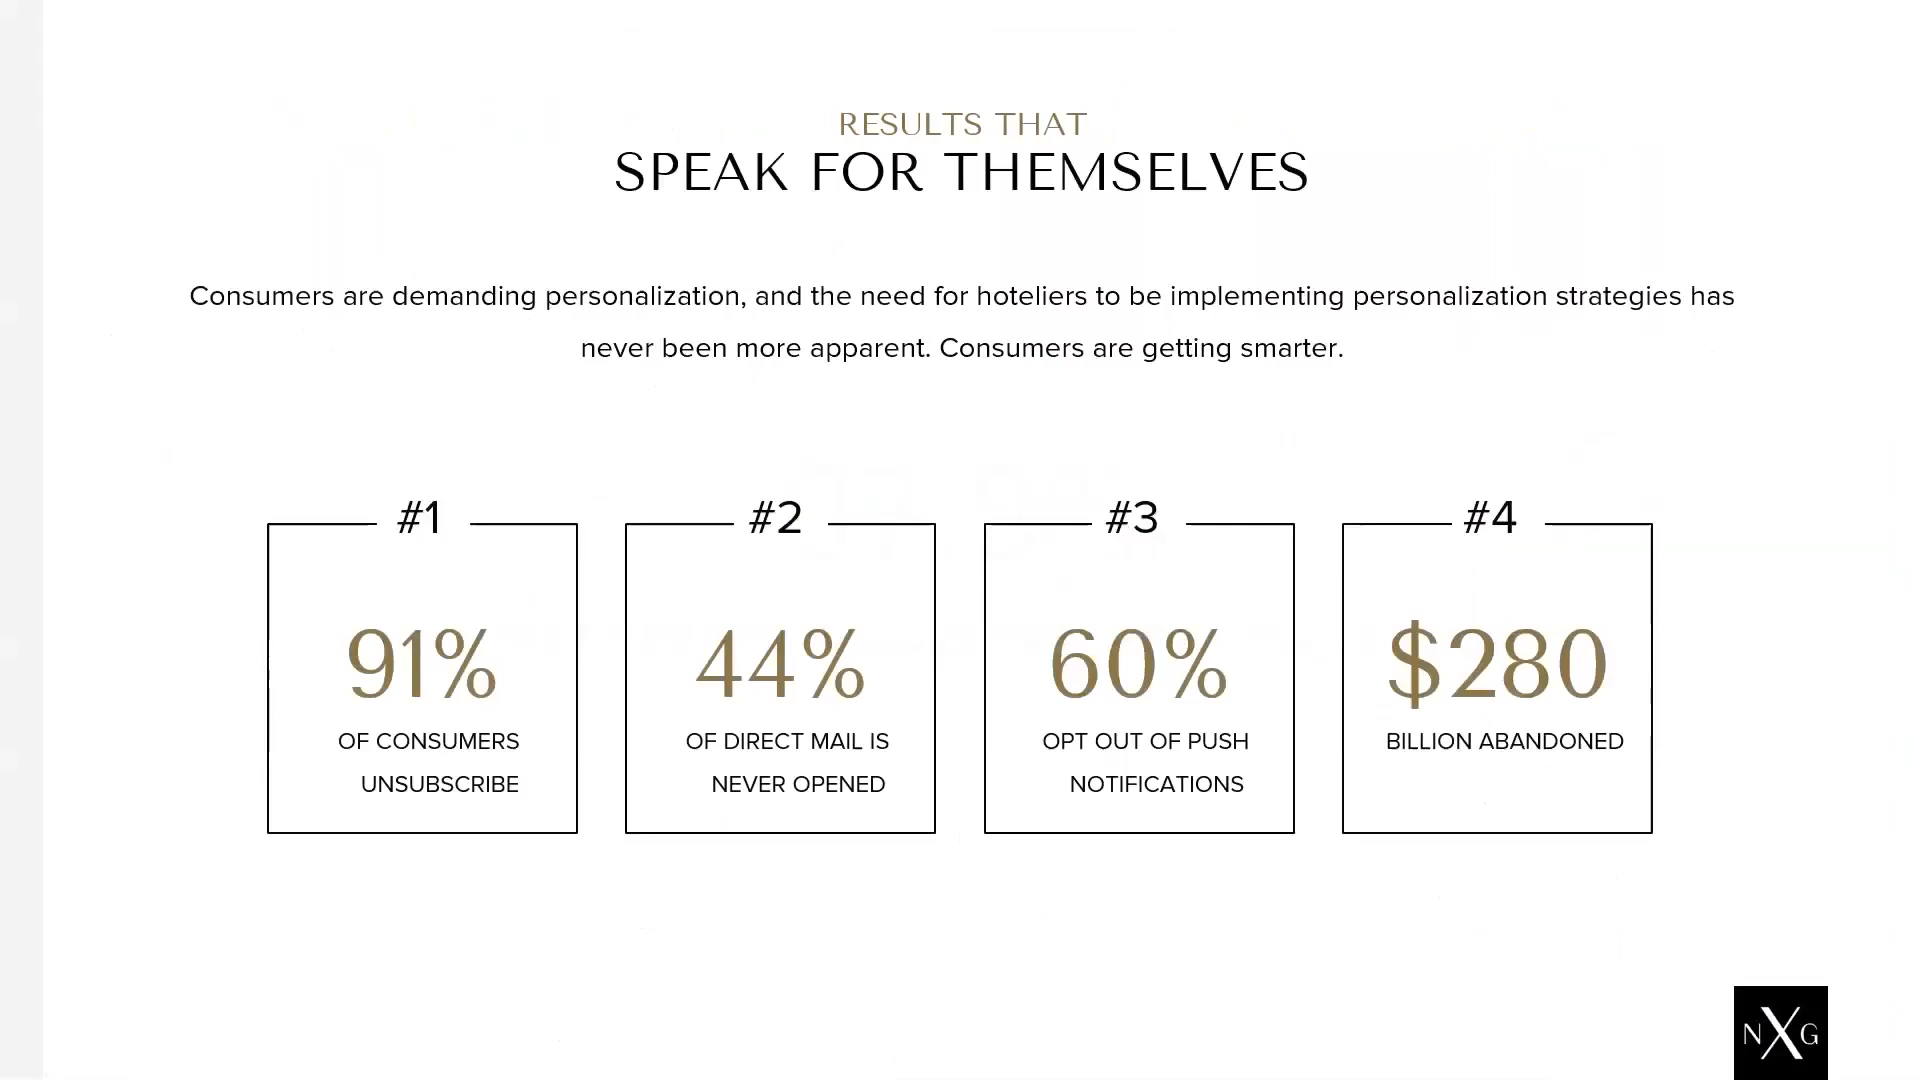 RESULTS THAT
SPEAK FOR THEMSELVES
Consumers are demanding personalization, and the need for hoteliers to be implementing personalization strategies has
never been more apparent. Consumers are getting smarter.
#1
91%
OF CONSUMERS
UNSUBSCRIBE
#2
44%
OF DIRECT MAIL IS
NEVER OPENED
#3
60%
OPT OUT OF PUSH
NOTIFICATIONS
#4
$280
BILLION ABANDONED
NXG